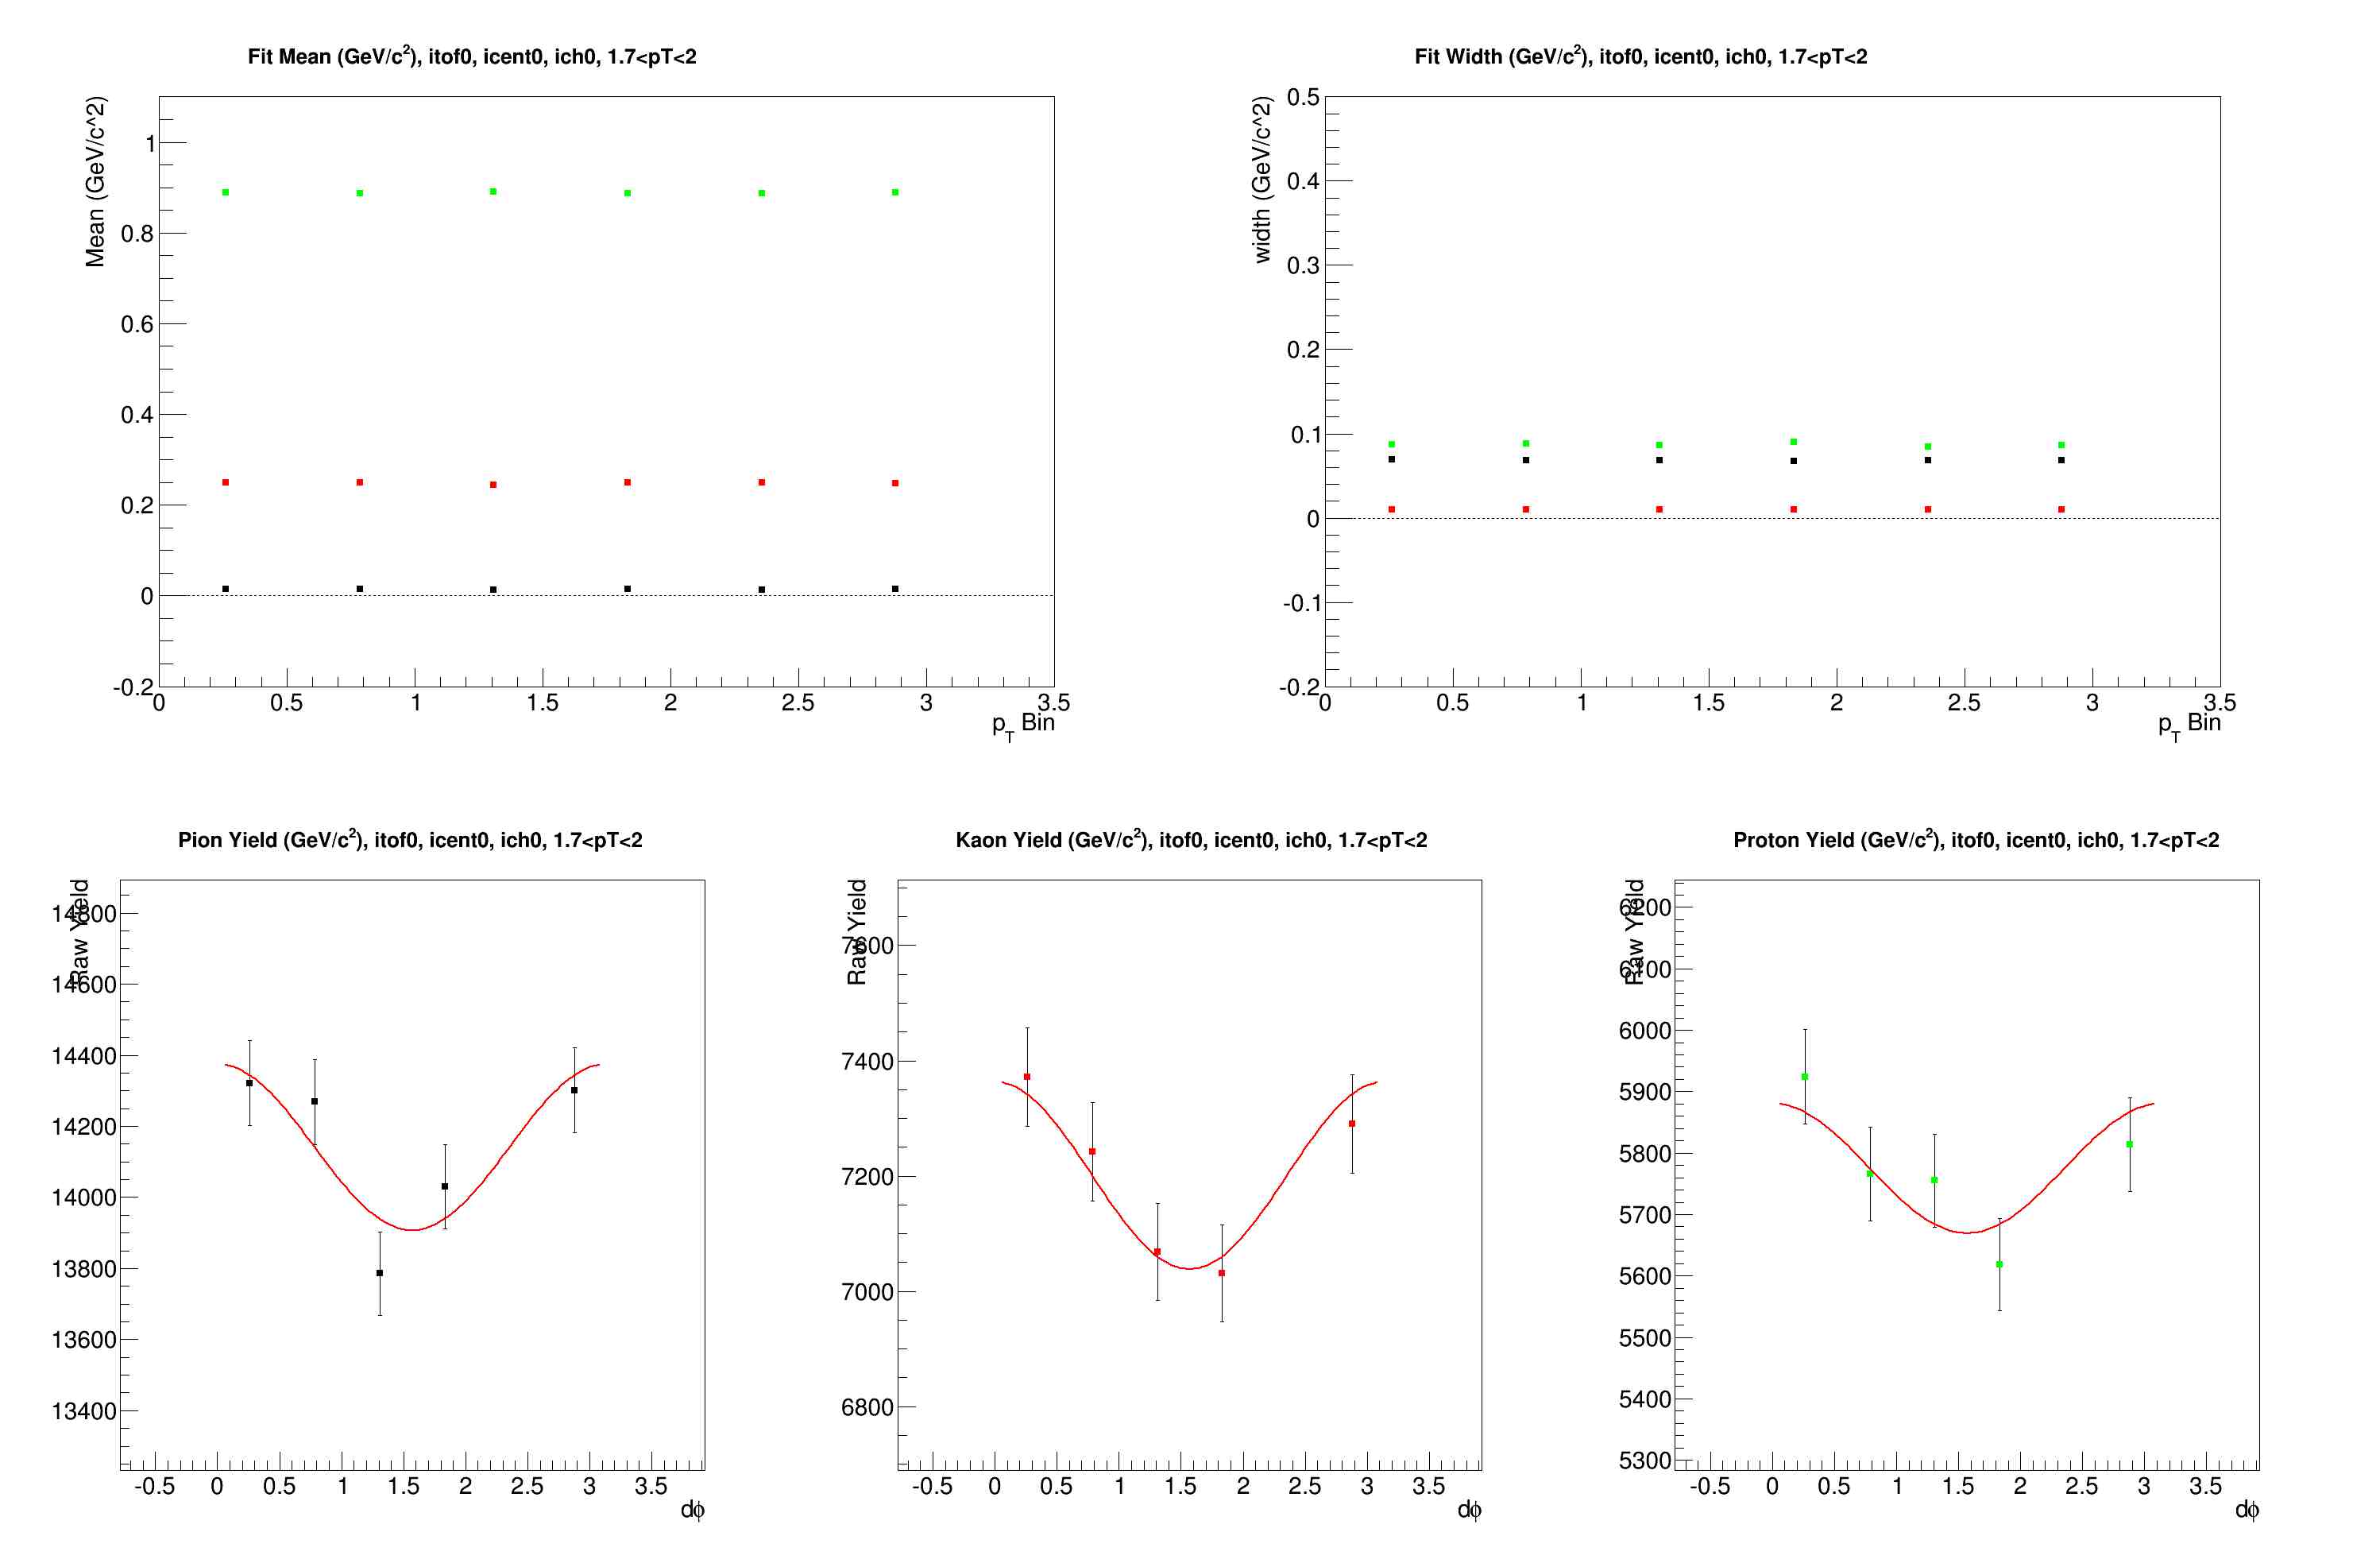 Fit Mean (GeV/c²), itof0, icent0, ich0, 1.7<pT<2
Mean (GeV/c^2)
1
0.8
0.6
0.4
0.2
0
-0.2
0 0.5 1 1.5 2 2.5 3 3.5
p_T Bin
Fit Width (GeV/c²), itof0, icent0, ich0, 1.7<pT<2
width (GeV/c^2)
0.5
0.4
0.3
0.2
0.1
0
-0.1
-0.2
0 0.5 1 1.5 2 2.5 3 3.5
p_T Bin
Pion Yield (GeV/c²), itof0, icent0, ich0, 1.7<pT<2
Raw Yield
14800
14600
14400
14200
14000
13800
13600
13400
-0.5 0 0.5 1 1.5 2 2.5 3 3.5
dϕ
Kaon Yield (GeV/c²), itof0, icent0, ich0, 1.7<pT<2
Raw Yield
7600
7400
7200
7000
6800
-0.5 0 0.5 1 1.5 2 2.5 3 3.5
dϕ
Proton Yield (GeV/c²), itof0, icent0, ich0, 1.7<pT<2
Raw Yield
6200
6100
6000
5900
5800
5700
5600
5500
5400
5300
-0.5 0 0.5 1 1.5 2 2.5 3 3.5
dϕ